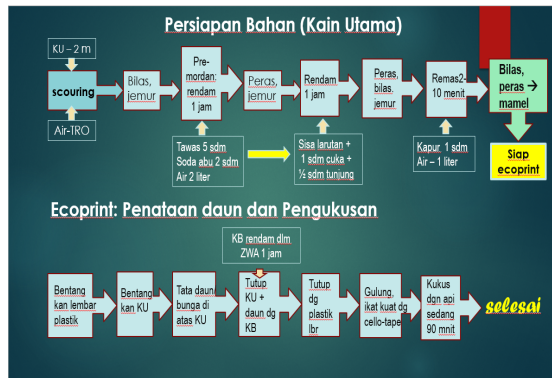 Persiapan Bahan (Kain Utama)
KU – 2 m
scouring
Air-TRO
Bilas,
jemur
Pre-
mordan:
rendam
1 jam
Tawas 5 sdm
Soda abu 2 sdm
Air 2 liter
Peras,
jemur
Rendam
1 jam
Sisa larutan +
1 sdm cuka +
½ sdm tunjung
Peras,
bilas,
jemur
Remas2-
10 menit
Kapur 1 sdm
Air – 1 liter
Bilas,
peras →
mamel
Siap
ecoprint
Ecoprint: Penataan daun dan Pengukusan
KB rendam dlm
ZWA 1 jam
Bentang
kan lembar
plastik
Bentang
kan KU
Tata daun/
bunga di
atas KU
Tutup
KU +
daun dg
KB
Tutup
dg
plastik
lbr
Gulung,
ikat kuat dg
cello-tape
Kukus
dgn api
sedang
90 mnit
selesai